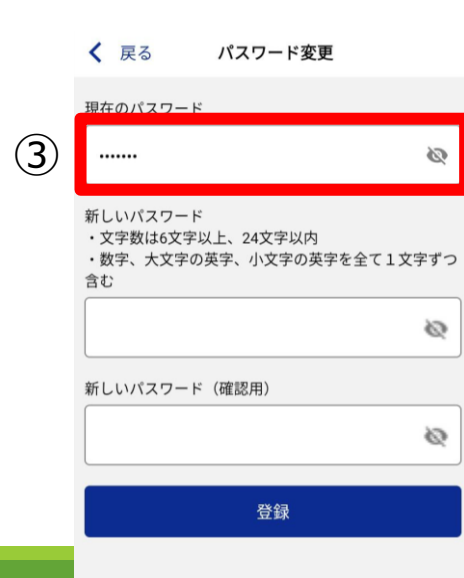 戻る パスワード変更
現在のパスワード
③
•••••••
新しいパスワード
・文字数は6文字以上、24文字以内
・数字、大文字の英字、小文字の英字を全て１文字ずつ
含む
新しいパスワード（確認用）
登録